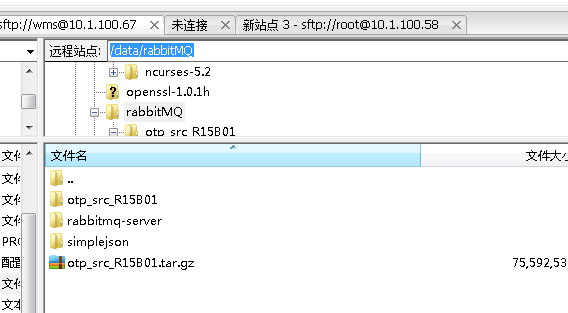 sftp://wms@10.1.100.67 未连接 新站点 3 - sftp://root@10.1.100.58
远程站点: /data/rabbitMQ
ncurses-5.2
openssl-1.0.1h
rabbitMQ
otp_src_R15B01
文件名 文件大
..
otp_src_R15B01
rabbitmq-server
simplejson
otp_src_R15B01.tar.gz 75,592,53
文件
文件
文件
文件
PRO
配置
文件
文本